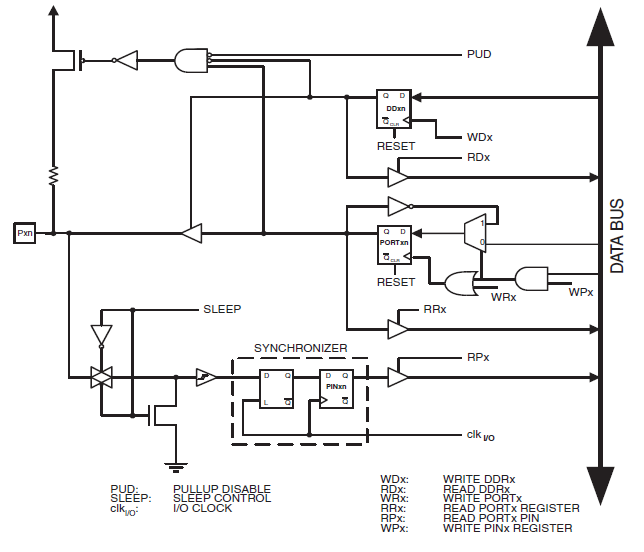 PUD
Q D
DDxn
Q CLR
WDx
RESET
RDx
DATA BUS
1
Pxn
Q D
PORTxn
0
Q CLR
RESET
WRx
WPx
SLEEP
RRx
SYNCHRONIZER
RPx
D Q
D Q
PINxn
L Q
Q
clk I/O
PUD: PULLUP DISABLE
SLEEP: SLEEP CONTROL
clkI/O: I/O CLOCK
WDx: WRITE DDRx
RDx: READ DDRx
WRx: WRITE PORTx
RRx: READ PORTx REGISTER
RPx: READ PORTx PIN
WPx: WRITE PINx REGISTER